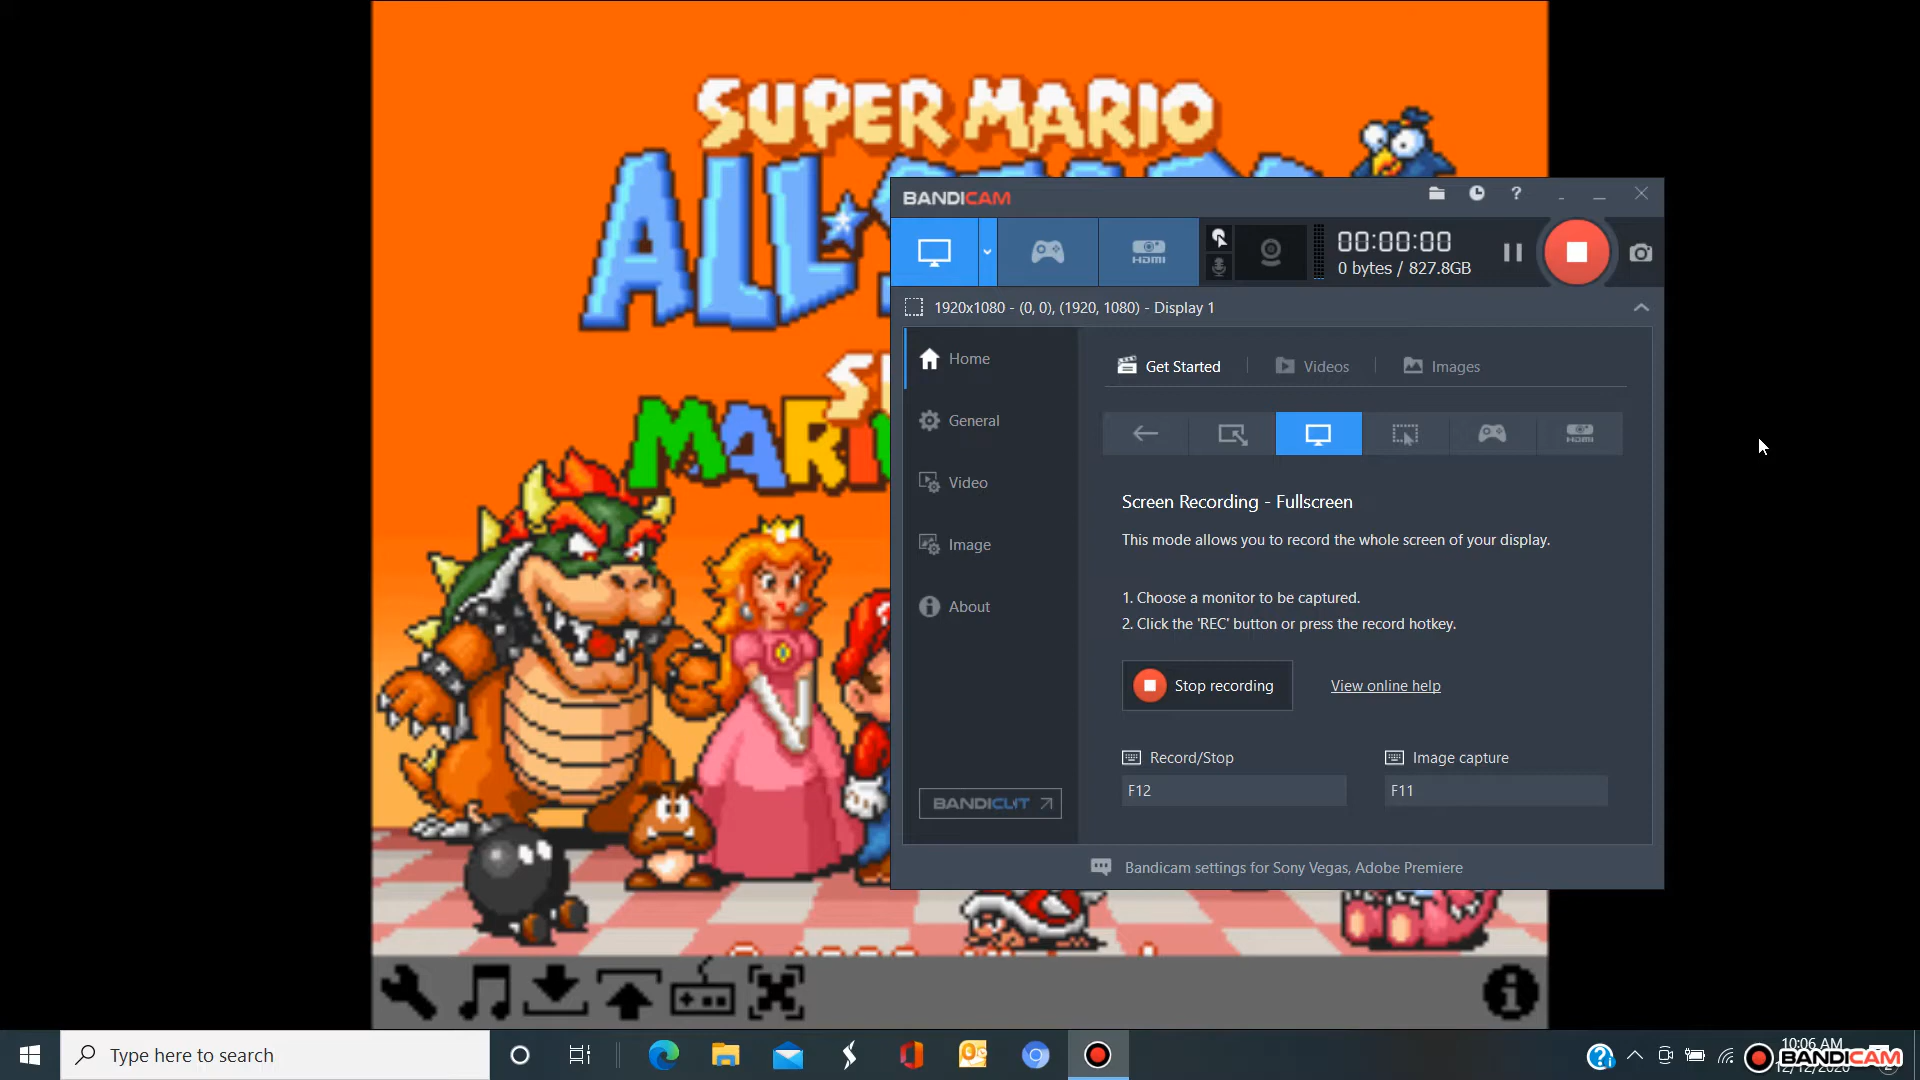 SUPER MARIO
ALL
MARI
BANDICAM
?
HDMI
00:00:00
0 bytes / 827.8GB
1920x1080 - (0, 0), (1920, 1080) - Display 1
Home
General
Video
Image
About
BANDICUT
Get Started
Videos
Images
HDMI
Screen Recording - Fullscreen
This mode allows you to record the whole screen of your display.
1. Choose a monitor to be captured.
2. Click the 'REC' button or press the record hotkey.
Stop recording
View online help
Record/Stop
F12
Image capture
F11
Bandicam settings for Sony Vegas, Adobe Premiere
Type here to search
10:06 AM
BANDICAM